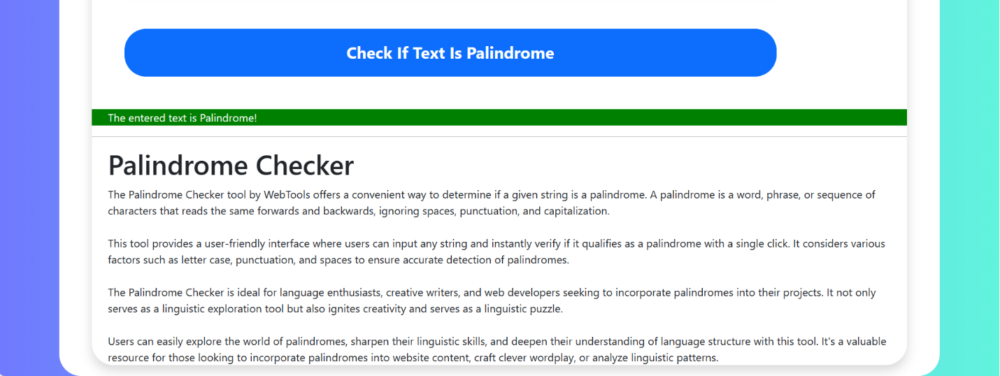 Check If Text Is Palindrome
The entered text is Palindrome!
Palindrome Checker
The Palindrome Checker tool by WebTools offers a convenient way to determine if a given string is a palindrome. A palindrome is a word, phrase, or sequence of
characters that reads the same forwards and backwards, ignoring spaces, punctuation, and capitalization.
This tool provides a user-friendly interface where users can input any string and instantly verify if it qualifies as a palindrome with a single click. It considers various
factors such as letter case, punctuation, and spaces to ensure accurate detection of palindromes.
The Palindrome Checker is ideal for language enthusiasts, creative writers, and web developers seeking to incorporate palindromes into their projects. It not only
serves as a linguistic exploration tool but also ignites creativity and serves as a linguistic puzzle.
Users can easily explore the world of palindromes, sharpen their linguistic skills, and deepen their understanding of language structure with this tool. It's a valuable
resource for those looking to incorporate palindromes into website content, craft clever wordplay, or analyze linguistic patterns.